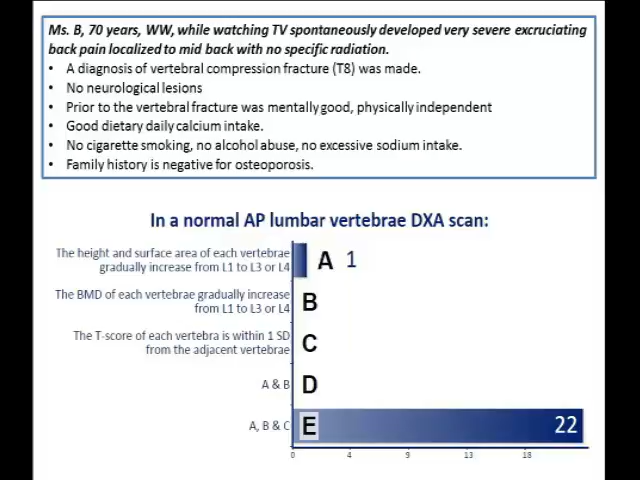 Ms. B, 70 years, WW, while watching TV spontaneously developed very severe excruciating
back pain localized to mid back with no specific radiation.
• A diagnosis of vertebral compression fracture (T8) was made.
• No neurological lesions
• Prior to the vertebral fracture was mentally good, physically independent
• Good dietary daily calcium intake.
• No cigarette smoking, no alcohol abuse, no excessive sodium intake.
• Family history is negative for osteoporosis.
In a normal AP lumbar vertebrae DXA scan:
The height and surface area of each vertebrae
gradually increase from L1 to L3 or L4
A 1
The BMD of each vertebrae gradually increase
from L1 to L3 or L4
B
The T-score of each vertebra is within 1 SD
from the adjacent vertebrae
C
A & B
D
A, B & C
E 22
0 4 9 13 18